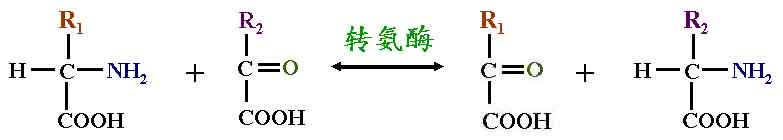 R₁ R₂ 转氨酶 R₁ R₂
H C NH₂ + C O C O + H C NH₂
COOH COOH COOH COOH